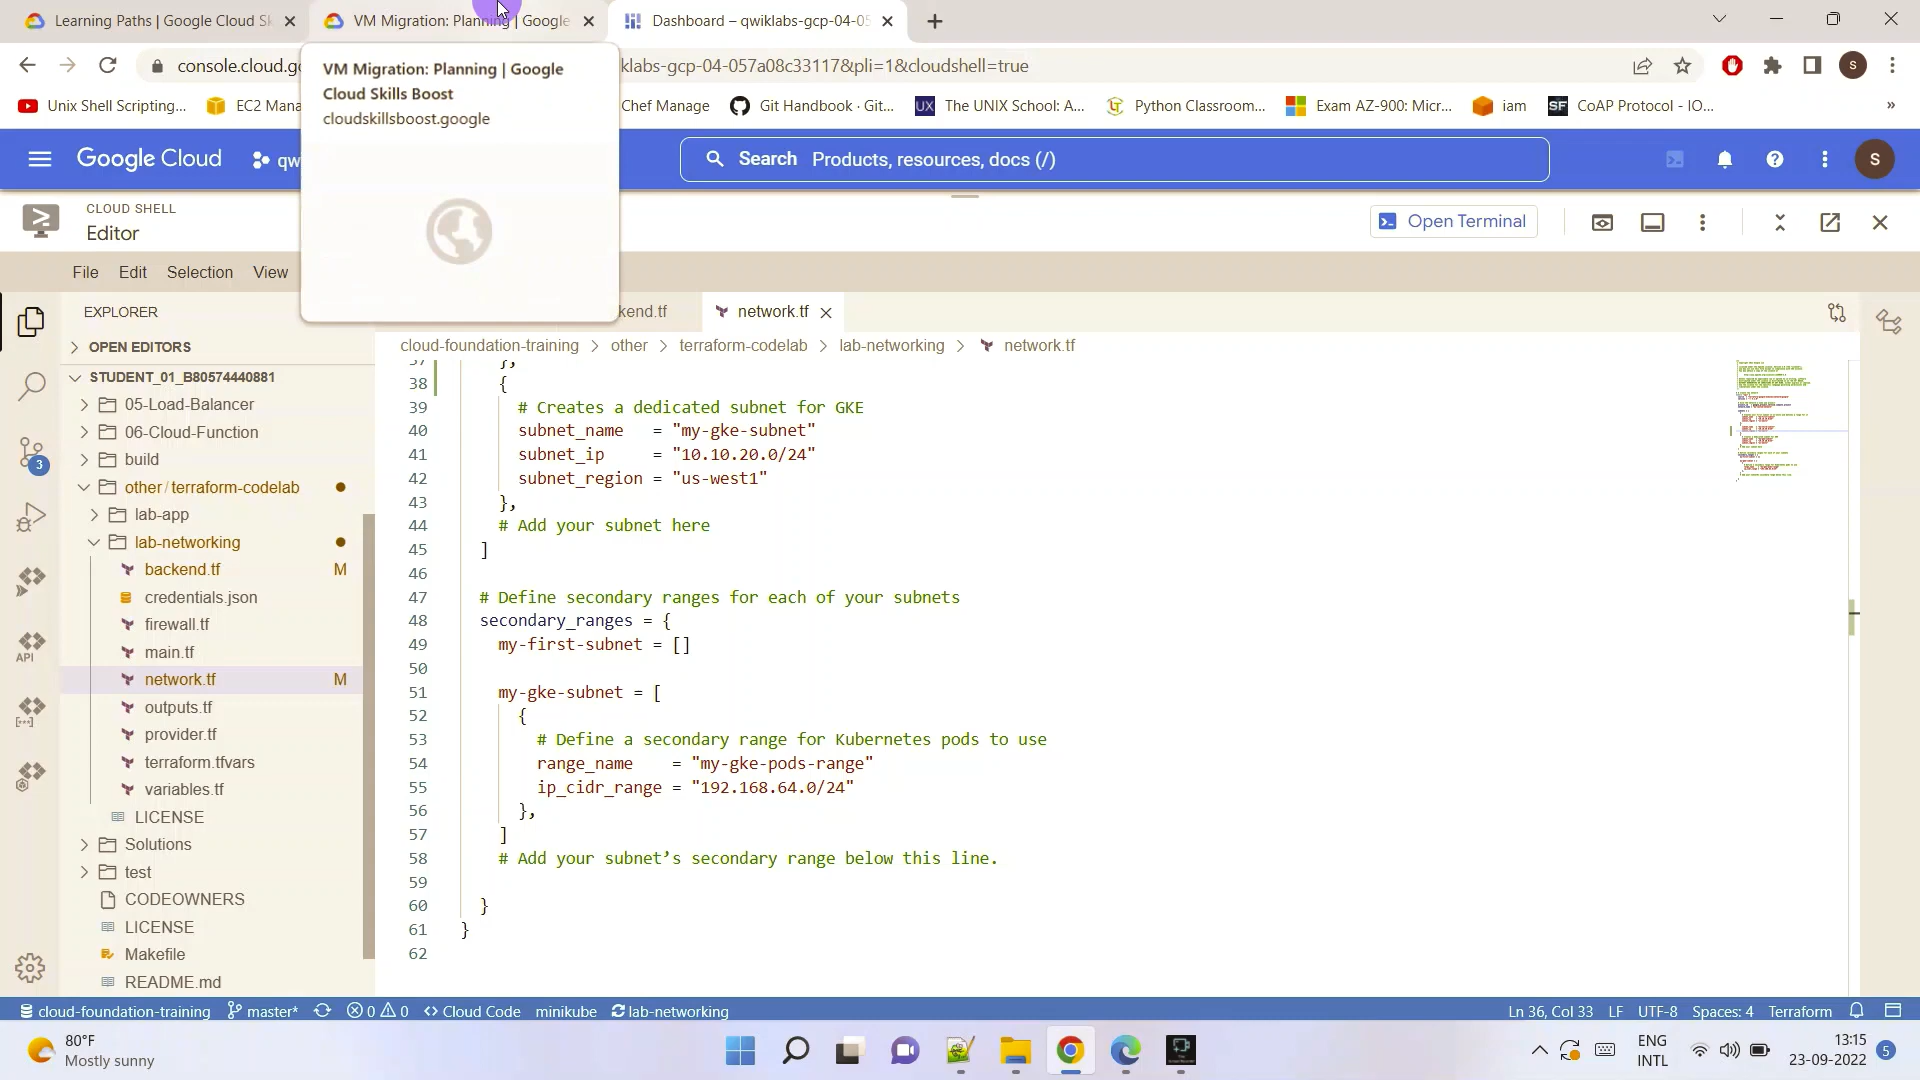 Learning Paths | Google Cloud Sk
VM Migration: Planning | Google
Dashboard – qwiklabs-gcp-04-05
console.cloud.go
klabs-gcp-04-057a08c33117&pli=1&cloudshell=true
S
Unix Shell Scripting...
EC2 Mana
Chef Manage
Git Handbook · Git...
The UNIX School: A...
Python Classroom...
Exam AZ-900: Micr...
iam
CoAP Protocol - IO...
VM Migration: Planning | Google
Cloud Skills Boost
cloudskillsboost.google
Google Cloud
qw
Search Products, resources, docs (/)
S
CLOUD SHELL
Editor
Open Terminal
File Edit Selection View
EXPLORER
kend.tf
network.tf
OPEN EDITORS
cloud-foundation-training > other > terraform-codelab > lab-networking > network.tf
STUDENT_01_B80574440881
05-Load-Balancer
06-Cloud-Function
build
other/terraform-codelab
lab-app
lab-networking
backend.tf M
credentials.json
firewall.tf
main.tf
network.tf M
outputs.tf
provider.tf
terraform.tfvars
variables.tf
LICENSE
Solutions
test
CODEOWNERS
LICENSE
Makefile
README.md
3
API
37 },
38 {
39 # Creates a dedicated subnet for GKE
40 subnet_name = "my-gke-subnet"
41 subnet_ip = "10.10.20.0/24"
42 subnet_region = "us-west1"
43 },
44 # Add your subnet here
45 ]
46
47 # Define secondary ranges for each of your subnets
48 secondary_ranges = {
49 my-first-subnet = []
50
51 my-gke-subnet = [
52 {
53 # Define a secondary range for Kubernetes pods to use
54 range_name = "my-gke-pods-range"
55 ip_cidr_range = "192.168.64.0/24"
56 },
57 ]
58 # Add your subnet’s secondary range below this line.
59
60 }
61 }
62
cloud-foundation-training master* 0 0 Cloud Code minikube lab-networking
Ln 36, Col 33 LF UTF-8 Spaces: 4 Terraform
80°F
Mostly sunny
ENG
INTL
13:15
23-09-2022
5